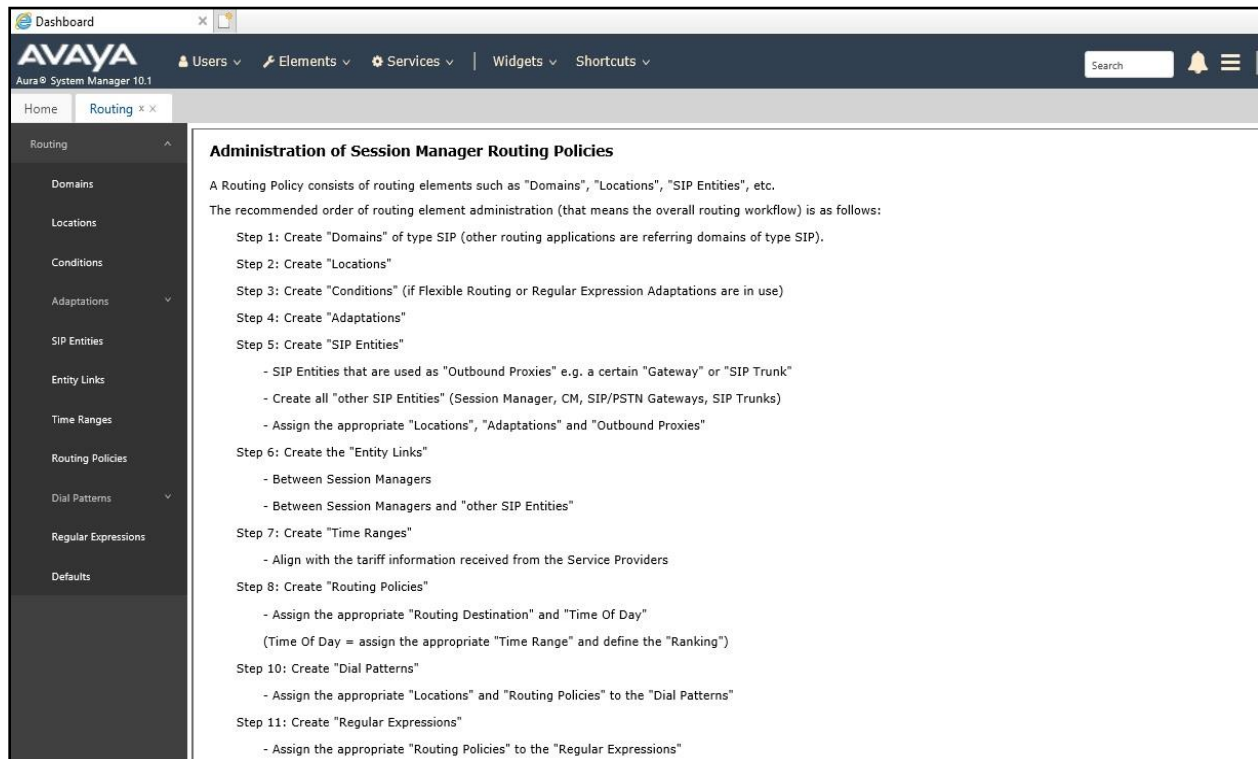 Dashboard
AVAYA
Aura® System Manager 10.1
Users
Elements
Services
Widgets
Shortcuts
Search
Home
Routing
Routing
Domains
Locations
Conditions
Adaptations
SIP Entities
Entity Links
Time Ranges
Routing Policies
Dial Patterns
Regular Expressions
Defaults
Administration of Session Manager Routing Policies
A Routing Policy consists of routing elements such as "Domains", "Locations", "SIP Entities", etc.
The recommended order of routing element administration (that means the overall routing workflow) is as follows:
Step 1: Create "Domains" of type SIP (other routing applications are referring domains of type SIP).
Step 2: Create "Locations"
Step 3: Create "Conditions" (if Flexible Routing or Regular Expression Adaptations are in use)
Step 4: Create "Adaptations"
Step 5: Create "SIP Entities"
- SIP Entities that are used as "Outbound Proxies" e.g. a certain "Gateway" or "SIP Trunk"
- Create all "other SIP Entities" (Session Manager, CM, SIP/PSTN Gateways, SIP Trunks)
- Assign the appropriate "Locations", "Adaptations" and "Outbound Proxies"
Step 6: Create the "Entity Links"
- Between Session Managers
- Between Session Managers and "other SIP Entities"
Step 7: Create "Time Ranges"
- Align with the tariff information received from the Service Providers
Step 8: Create "Routing Policies"
- Assign the appropriate "Routing Destination" and "Time Of Day"
(Time Of Day = assign the appropriate "Time Range" and define the "Ranking")
Step 10: Create "Dial Patterns"
- Assign the appropriate "Locations" and "Routing Policies" to the "Dial Patterns"
Step 11: Create "Regular Expressions"
- Assign the appropriate "Routing Policies" to the "Regular Expressions"